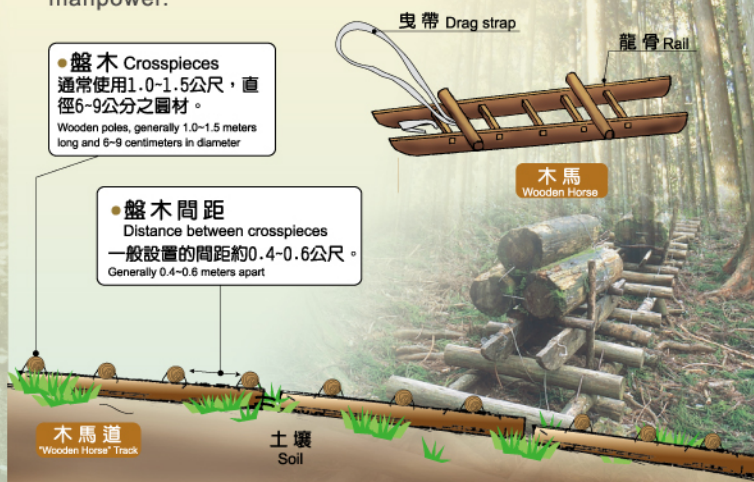 manpower.
曳帶 Drag strap
龍骨 Rail
木馬
Wooden Horse
•盤木 Crosspieces
通常使用1.0~1.5公尺，直
徑6~9公分之圓材。
Wooden poles, generally 1.0~1.5 meters
long and 6~9 centimeters in diameter
•盤木間距
Distance between crosspieces
一般設置的間距約0.4~0.6公尺。
Generally 0.4~0.6 meters apart
木馬道
"Wooden Horse" Track
土壤
Soil